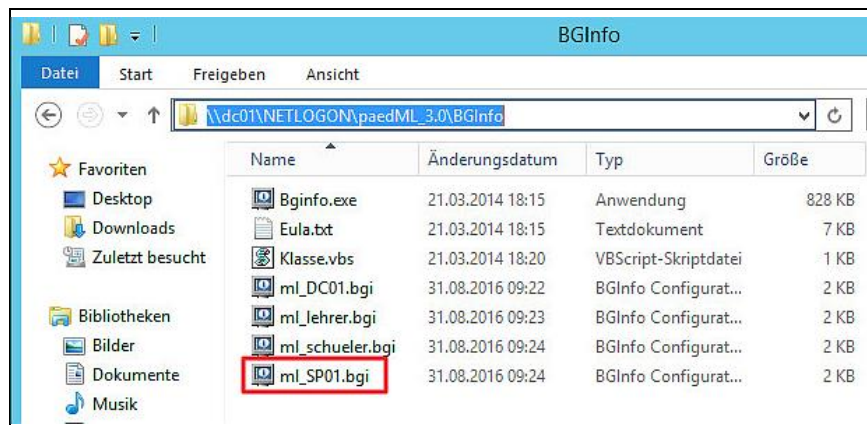 BGInfo
Datei Start Freigeben Ansicht
\\dc01\NETLOGON\paedML_3.0\BGInfo
Favoriten
Desktop
Downloads
Zuletzt besucht
Bibliotheken
Bilder
Dokumente
Musik
Name Änderungsdatum Typ Größe
Bginfo.exe 21.03.2014 18:15 Anwendung 828 KB
Eula.txt 21.03.2014 18:15 Textdokument 7 KB
Klasse.vbs 21.03.2014 18:20 VBScript-Skriptdatei 1 KB
ml_DC01.bgi 31.08.2016 09:22 BGInfo Configurat... 2 KB
ml_lehrer.bgi 31.08.2016 09:23 BGInfo Configurat... 2 KB
ml_schueler.bgi 31.08.2016 09:24 BGInfo Configurat... 2 KB
ml_SP01.bgi 31.08.2016 09:24 BGInfo Configurat... 2 KB